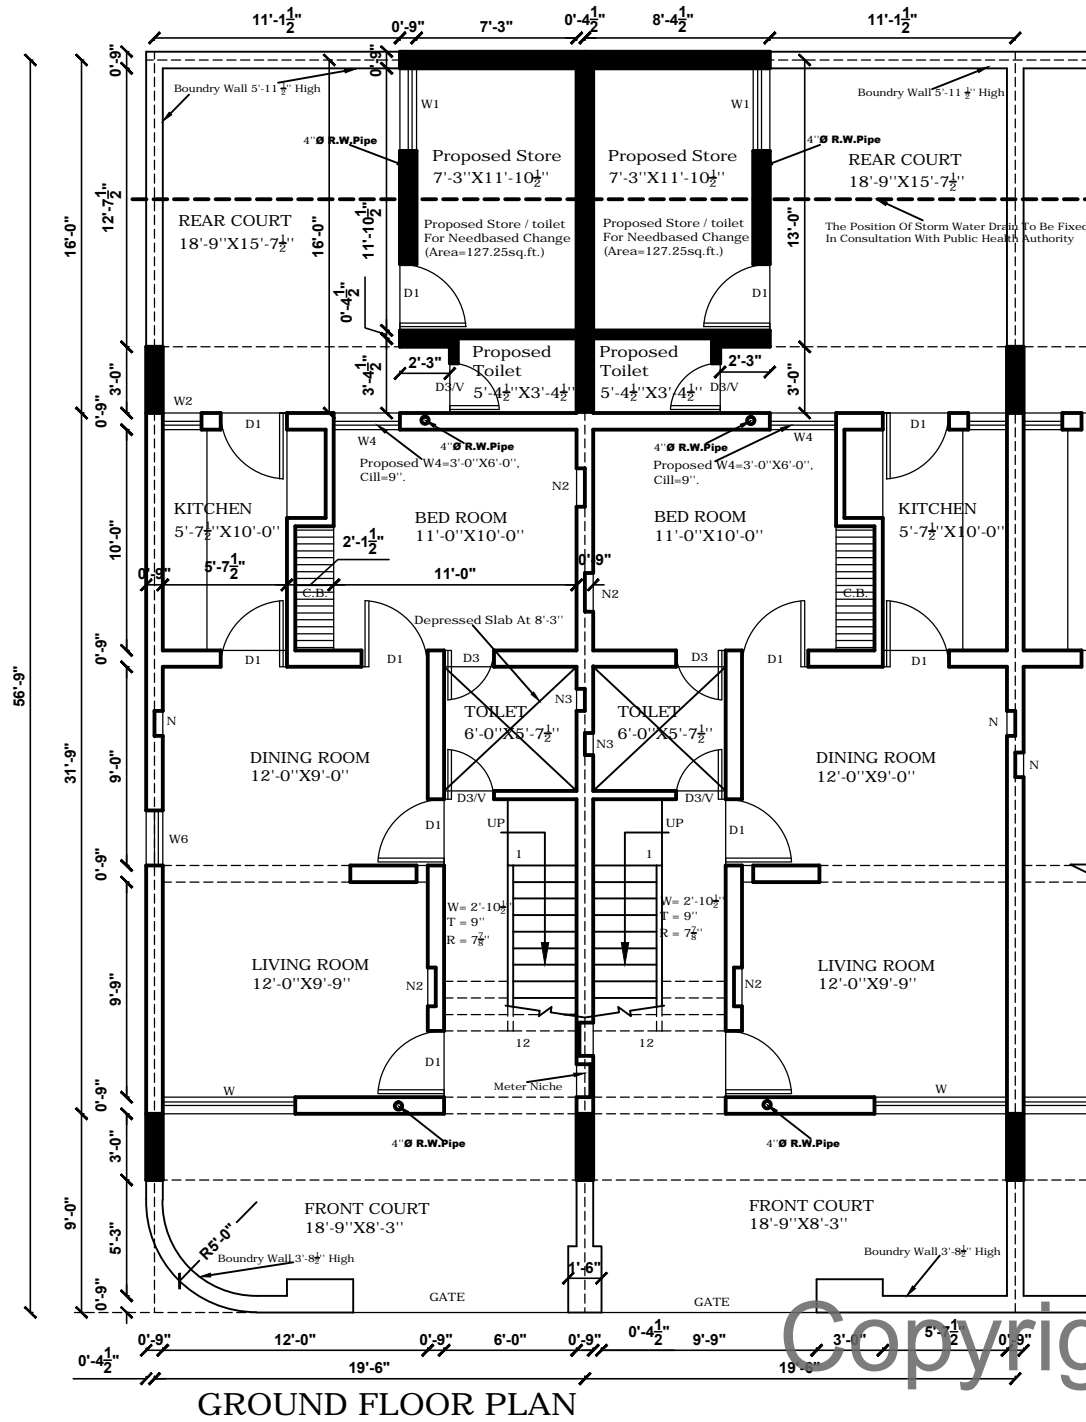 11'-1½"
0'-9"
7'-3"
0'-4½"
8'-4½"
11'-1½"
0'-9"
0'-9"
Boundry Wall 5'-11 ½" High
Boundry Wall 5'-11 ½" High
W1
W1
4''Ø R.W.Pipe
4''Ø R.W.Pipe
Proposed Store
7'-3''X11'-10½''
Proposed Store
7'-3''X11'-10½''
REAR COURT
18'-9''X15'-7½''
12'-7½"
16'-0"
REAR COURT
18'-9''X15'-7½''
16'-0"
11'-10½"
Proposed Store / toilet
For Needbased Change
(Area=127.25sq.ft.)
Proposed Store / toilet
For Needbased Change
(Area=127.25sq.ft.)
13'-0"
The Position Of Storm Water Drain To Be Fixed
In Consultation With Public Health Authority
0'-4½"
D1
D1
Proposed
Toilet
5'-4½''X3'-4½''
Proposed
Toilet
5'-4½''X3'-4½''
2'-3"
2'-3"
3'-4½"
3'-0"
3'-0"
D3/V
D3/V
W2
0'-9"
D1
W4
4''Ø R.W.Pipe
Proposed W4=3'-0''X6'-0'',
Cill=9''.
4''Ø R.W.Pipe
Proposed W4=3'-0''X6'-0'',
Cill=9''.
W4
D1
N2
KITCHEN
5'-7½''X10'-0''
BED ROOM
11'-0''X10'-0''
BED ROOM
11'-0''X10'-0''
KITCHEN
5'-7½''X10'-0''
10'-0"
2'-1½"
0'-9"
5'-7½"
11'-0"
0'-9"
C.B.
N2
C.B.
Depressed Slab At 8'-3''
0'-9"
D1
D1
D3
D3
D1
D1
56'-9"
N
TOILET
6'-0''X5'-7½''
N3
TOILET
6'-0''X5'-7½''
N3
N
N
31'-9"
9'-0"
DINING ROOM
12'-0''X9'-0''
DINING ROOM
12'-0''X9'-0''
D3/V
D3/V
W6
D1
UP
UP
D1
0'-9"
1
1
W= 2'-10½''
T = 9''
R = 7⅞''
W= 2'-10½''
T = 9''
R = 7⅞''
9'-9"
LIVING ROOM
12'-0''X9'-9''
N2
LIVING ROOM
12'-0''X9'-9''
N2
12
12
D1
D1
Meter Niche
0'-9"
W
W
4''Ø R.W.Pipe
4''Ø R.W.Pipe
3'-0"
9'-0"
5'-3"
FRONT COURT
18'-9''X8'-3''
FRONT COURT
18'-9''X8'-3''
R5'-0"
Boundry Wall 3'-8½'' High
Boundry Wall 3'-8½'' High
1'-6"
0'-9"
GATE
GATE
0'-9"
12'-0"
0'-9"
6'-0"
0'-9"
0'-4½"
9'-9"
3'-0"
5'-7½"
0'-9"
0'-4½"
19'-6"
19'-6"
Copyrig
GROUND FLOOR PLAN